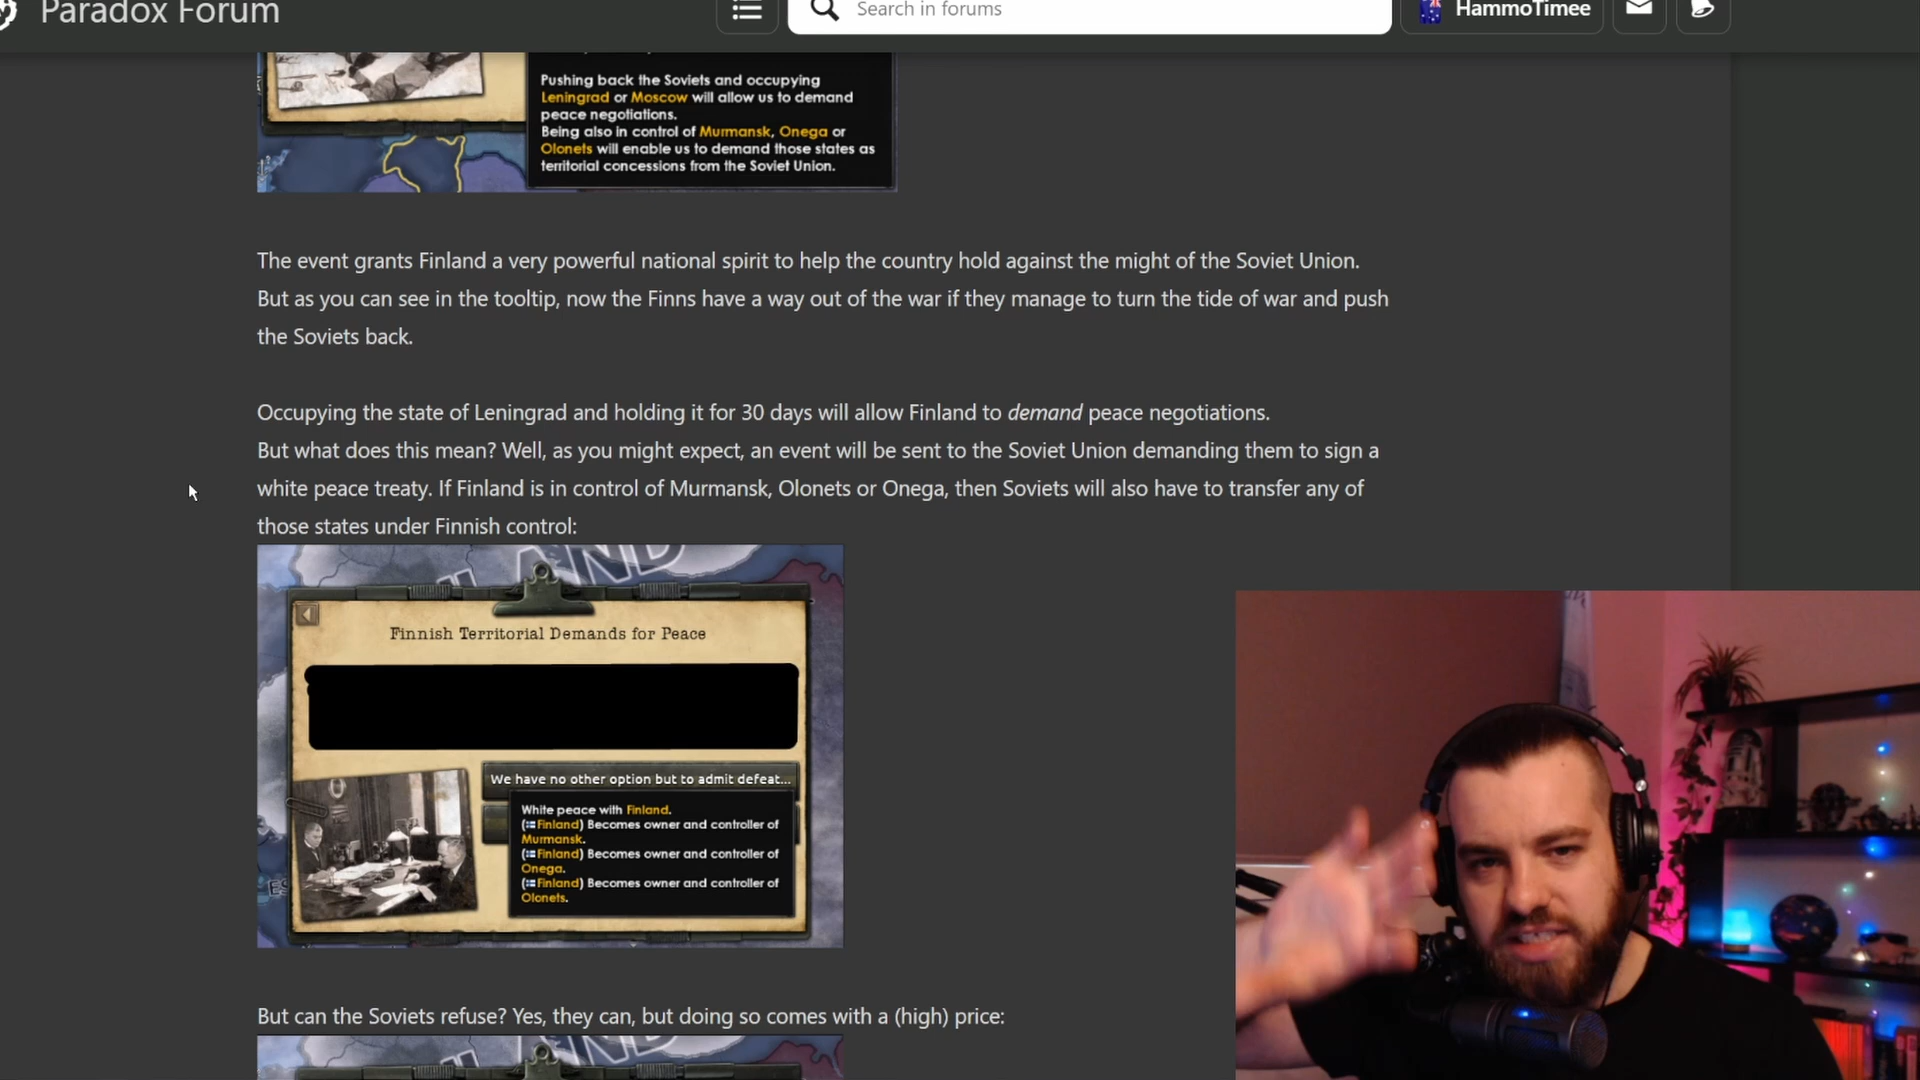 Paradox Forum
Search in forums
HammoTimee
Pushing back the Soviets and occupying
Leningrad or Moscow will allow us to demand
peace negotiations.
Being also in control of Murmansk, Onega or
Olonets will enable us to demand those states as
territorial concessions from the Soviet Union.
The event grants Finland a very powerful national spirit to help the country hold against the might of the Soviet Union.
But as you can see in the tooltip, now the Finns have a way out of the war if they manage to turn the tide of war and push
the Soviets back.
Occupying the state of Leningrad and holding it for 30 days will allow Finland to demand peace negotiations.
But what does this mean? Well, as you might expect, an event will be sent to the Soviet Union demanding them to sign a
white peace treaty. If Finland is in control of Murmansk, Olonets or Onega, then Soviets will also have to transfer any of
those states under Finnish control:
Finnish Territorial Demands for Peace
We have no other option but to admit defeat...
White peace with Finland.
(Finland) Becomes owner and controller of
Murmansk.
(Finland) Becomes owner and controller of
Onega.
(Finland) Becomes owner and controller of
Olonets.
ES
But can the Soviets refuse? Yes, they can, but doing so comes with a (high) price: